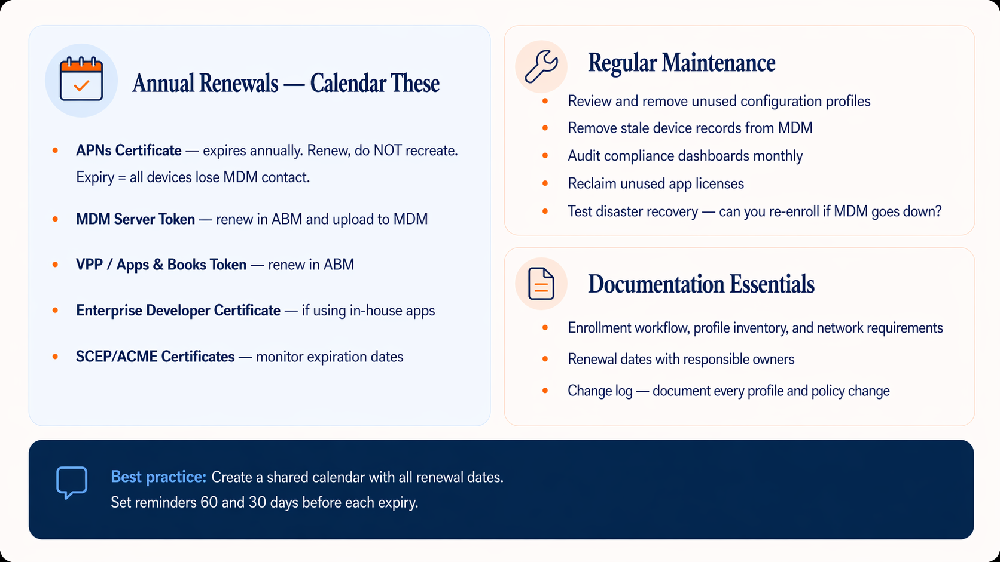 Annual Renewals — Calendar These
• APNs Certificate — expires annually. Renew, do NOT recreate.
Expiry = all devices lose MDM contact.
• MDM Server Token — renew in ABM and upload to MDM
• VPP / Apps & Books Token — renew in ABM
• Enterprise Developer Certificate — if using in-house apps
• SCEP/ACME Certificates — monitor expiration dates
Regular Maintenance
• Review and remove unused configuration profiles
• Remove stale device records from MDM
• Audit compliance dashboards monthly
• Reclaim unused app licenses
• Test disaster recovery — can you re-enroll if MDM goes down?
Documentation Essentials
• Enrollment workflow, profile inventory, and network requirements
• Renewal dates with responsible owners
• Change log — document every profile and policy change
Best practice: Create a shared calendar with all renewal dates.
Set reminders 60 and 30 days before each expiry.